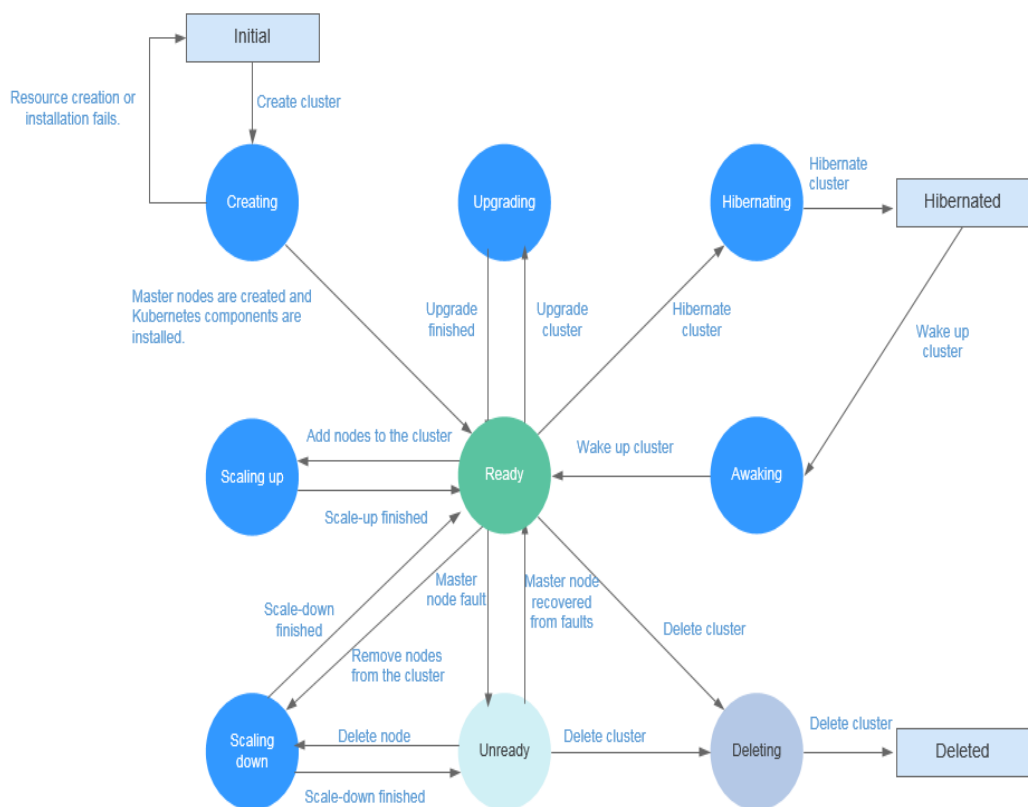 Initial
Resource creation or
installation fails.
Create cluster
Creating
Upgrading
Hibernating
Hibernate
cluster
Hibernated
Master nodes are created and
Kubernetes components are
installed.
Upgrade
finished
Upgrade
cluster
Hibernate
cluster
Wake up
cluster
Add nodes to the cluster
Wake up cluster
Scaling up
Ready
Awaking
Scale-up finished
Scale-down
finished
Master
node fault
Master node
recovered
from faults
Delete cluster
Remove nodes
from the cluster
Scaling
down
Delete node
Unready
Delete cluster
Deleting
Delete cluster
Deleted
Scale-down finished